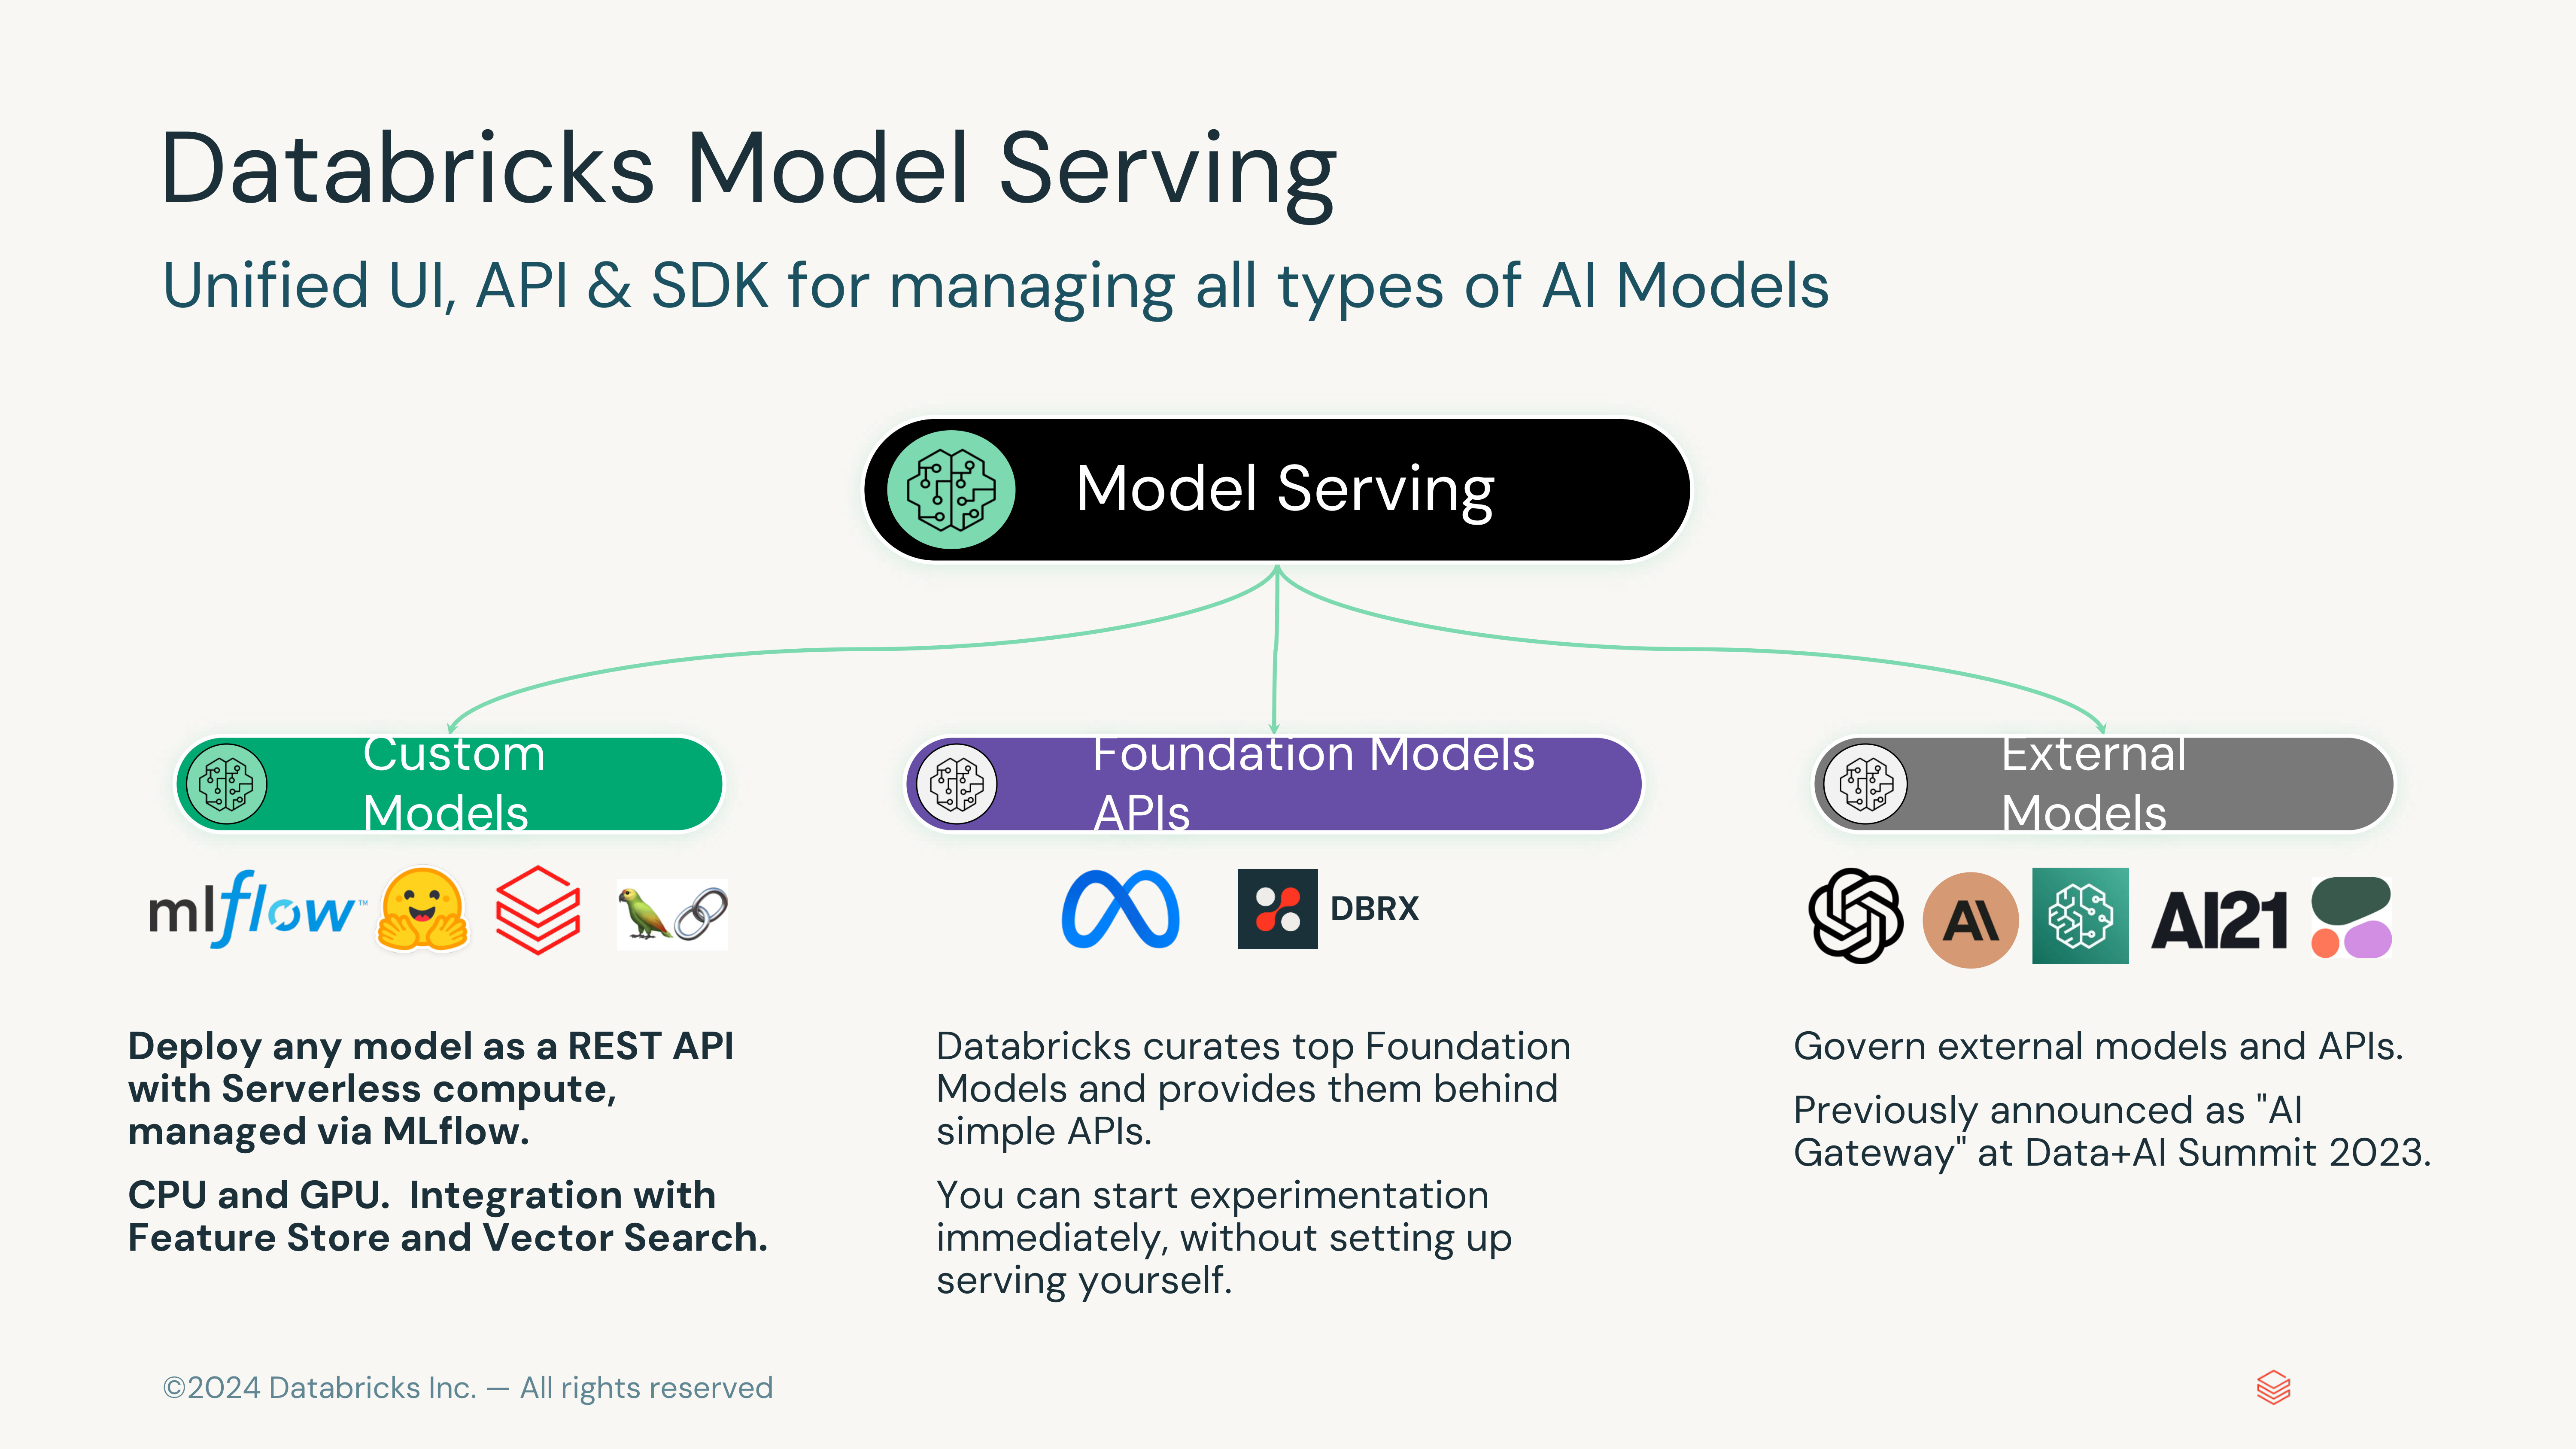 Databricks Model Serving
Unified UI, API & SDK for managing all types of AI Models
Model Serving
Custom
Models
Foundation Models
APIs
External
Models
mlflow™
DBRX
AI
AI21
Deploy any model as a REST API
with Serverless compute,
managed via MLflow.
CPU and GPU.  Integration with
Feature Store and Vector Search.
Databricks curates top Foundation
Models and provides them behind
simple APIs.
You can start experimentation
immediately, without setting up
serving yourself.
Govern external models and APIs.
Previously announced as "AI
Gateway" at Data+AI Summit 2023.
©2024 Databricks Inc. — All rights reserved